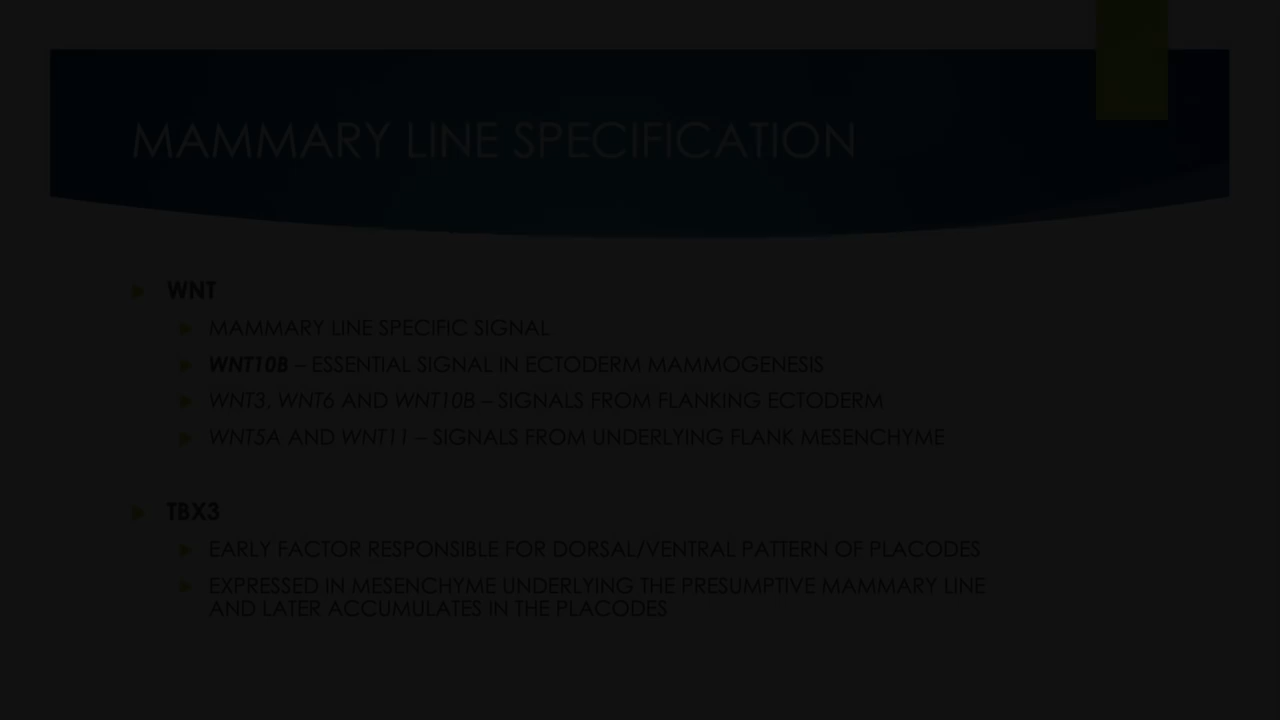 MAMMARY LINE SPECIFICATION
WNT
MAMMARY LINE SPECIFIC SIGNAL
WNT10B – ESSENTIAL SIGNAL IN ECTODERM MAMMOGENESIS
WNT3, WNT6 AND WNT10B – SIGNALS FROM FLANKING ECTODERM
WNT5A AND WNT11 – SIGNALS FROM UNDERLYING FLANK MESENCHYME
TBX3
EARLY FACTOR RESPONSIBLE FOR DORSAL/VENTRAL PATTERN OF PLACODES
EXPRESSED IN MESENCHYME UNDERLYING THE PRESUMPTIVE MAMMARY LINE
AND LATER ACCUMULATES IN THE PLACODES